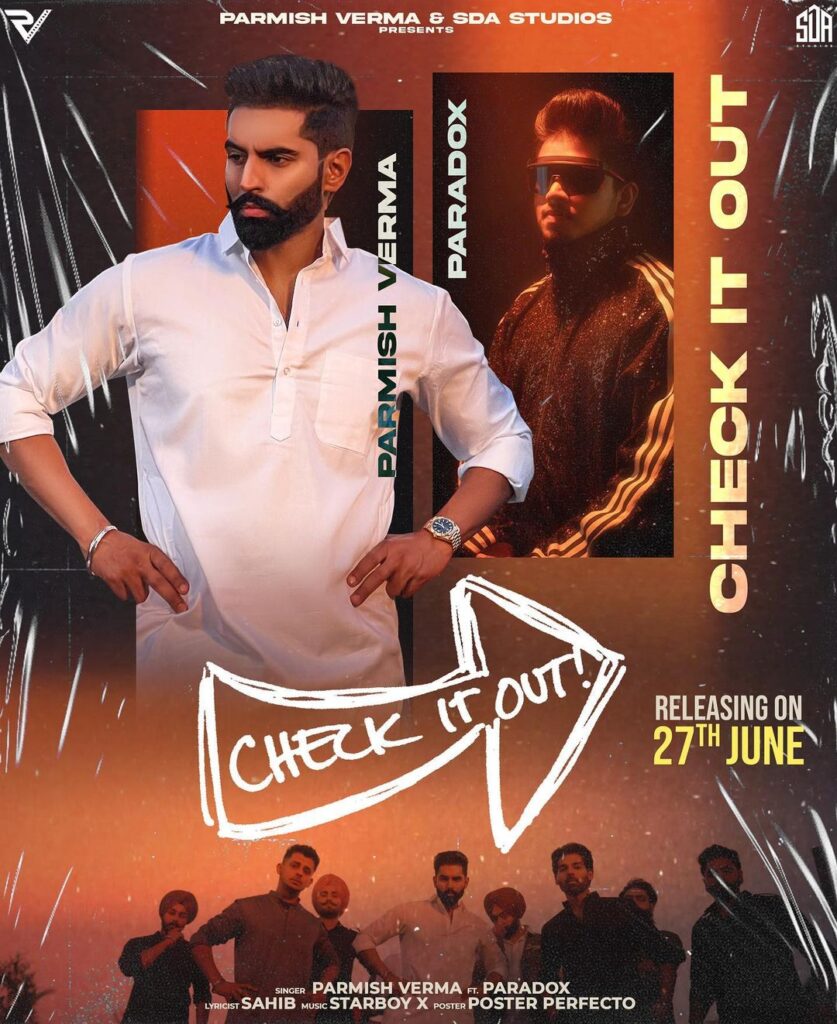 PARMISH VERMA & SDA STUDIOS
PRESENTS
SDA
STUDIOS
PARMISH VERMA
PARADOX
CHECK IT OUT
CHECK IT OUT!
RELEASING ON
27TH JUNE
SINGER PARMISH VERMA FT. PARADOX
LYRICIST SAHIB MUSIC STARBOY X POSTER POSTER PERFECTO